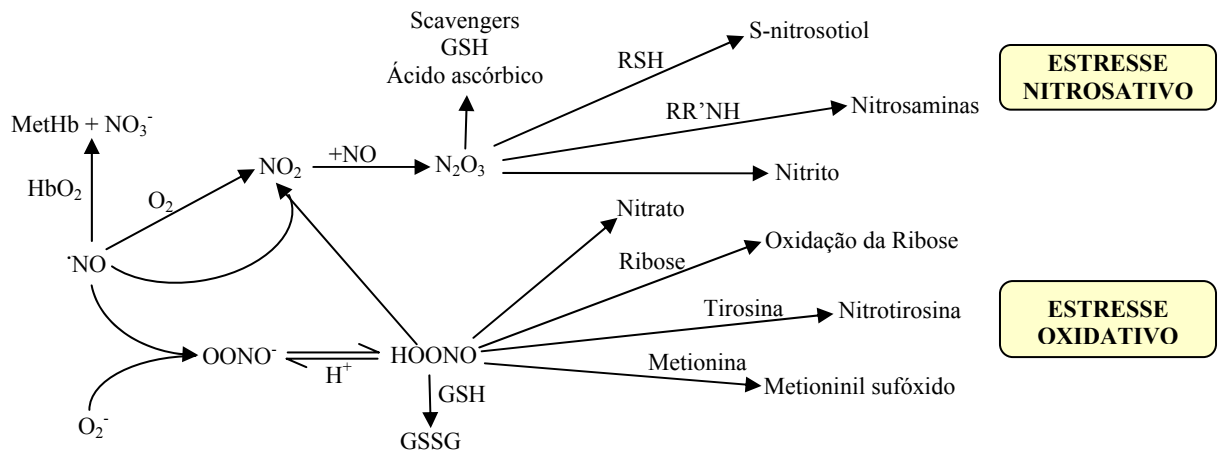 Scavengers
GSH
Ácido ascórbico
S-nitrosotiol
RSH
ESTRESSE
NITROSATIVO
RR’NH
Nitrosaminas
MetHb + NO₃⁻
HbO₂
O₂
NO₂
+NO
N₂O₃
Nitrito
Nitrato
Ribose
Oxidação da Ribose
·NO
Tirosina
Nitrotirosina
ESTRESSE
OXIDATIVO
OONO⁻
H⁺
HOONO
Metionina
Metioninil sufóxido
GSH
O₂⁻
GSSG